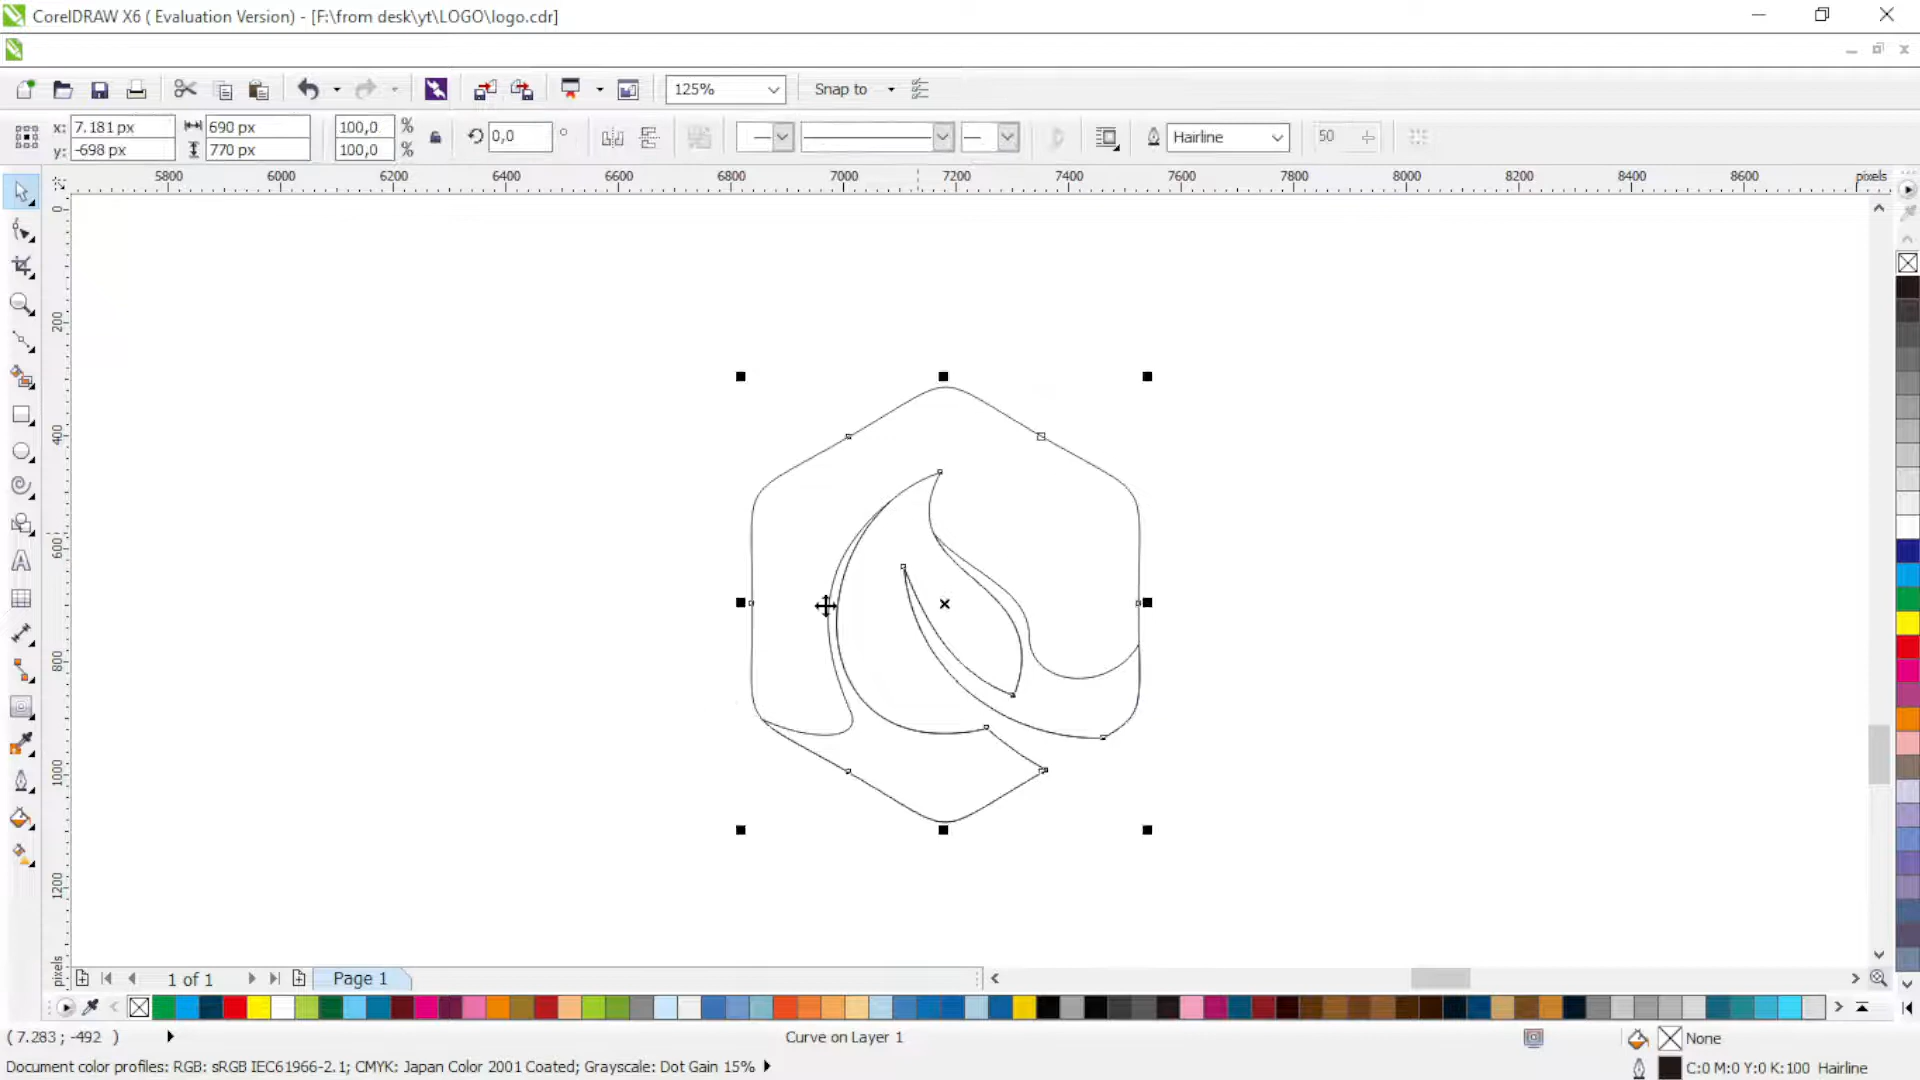 CorelDRAW X6 ( Evaluation Version) - [F:\from desk\yt\LOGO\logo.cdr]
125%
Snap to
x: 7.181 px
y: -698 px
690 px
770 px
100,0 %
100,0 %
0,0 °
Hairline
50
5800 6000 6200 6400 6600 6800 7000 7200 7400 7600 7800 8000 8200 8400 8600 pixels
0
200
400
600
800
1000
1200
pixels
1 of 1
Page 1
( 7.283 ; -492 )
Curve on Layer 1
None
Document color profiles: RGB: sRGB IEC61966-2.1; CMYK: Japan Color 2001 Coated; Grayscale: Dot Gain 15%
C:0 M:0 Y:0 K:100 Hairline